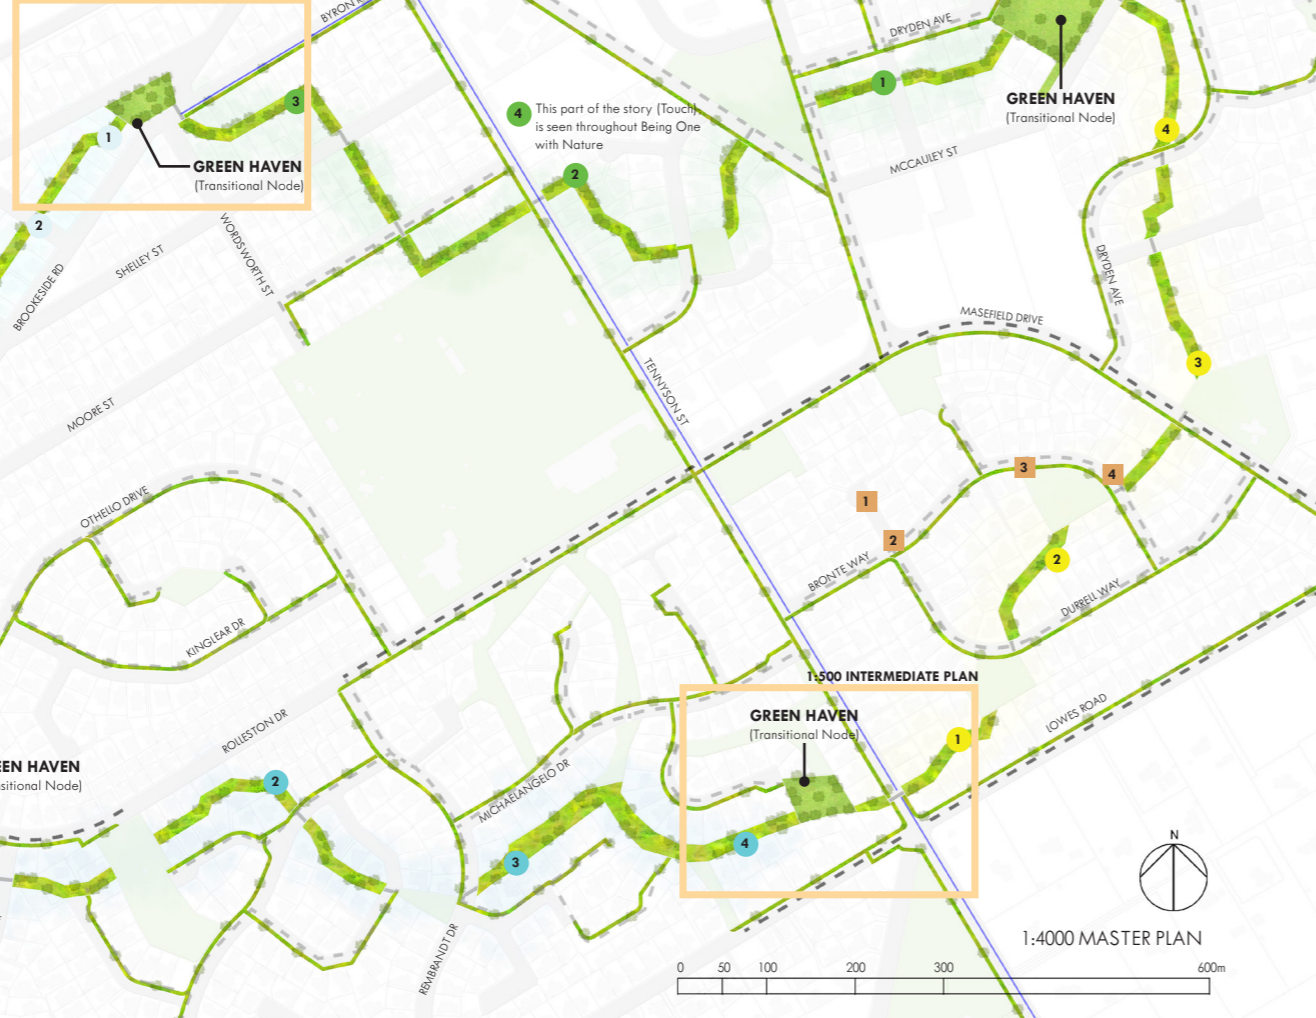 BYRON R
DRYDEN AVE
3
1
4
This part of the story (Touch),
is seen throughout Being One
with Nature
GREEN HAVEN
(Transitional Node)
4
1
GREEN HAVEN
(Transitional Node)
MCCAULEY ST
2
2
WORDSWORTH ST
SHELLEY ST
BROOKESIDE RD
DRYDEN AVE
MASEFIELD DRIVE
3
TENNYSON ST
MOORE ST
3
4
1
OTHELLO DRIVE
2
2
BRONTE WAY
DURRELL WAY
KINGLEAR DR
1:500 INTERMEDIATE PLAN
GREEN HAVEN
(Transitional Node)
LOWES ROAD
1
ROLLESTON DR
EEN HAVEN
sitional Node)
2
MICHAELANGELO DR
4
3
N
REMBRANDT DR
1:4000 MASTER PLAN
0 50 100 200 300 600m